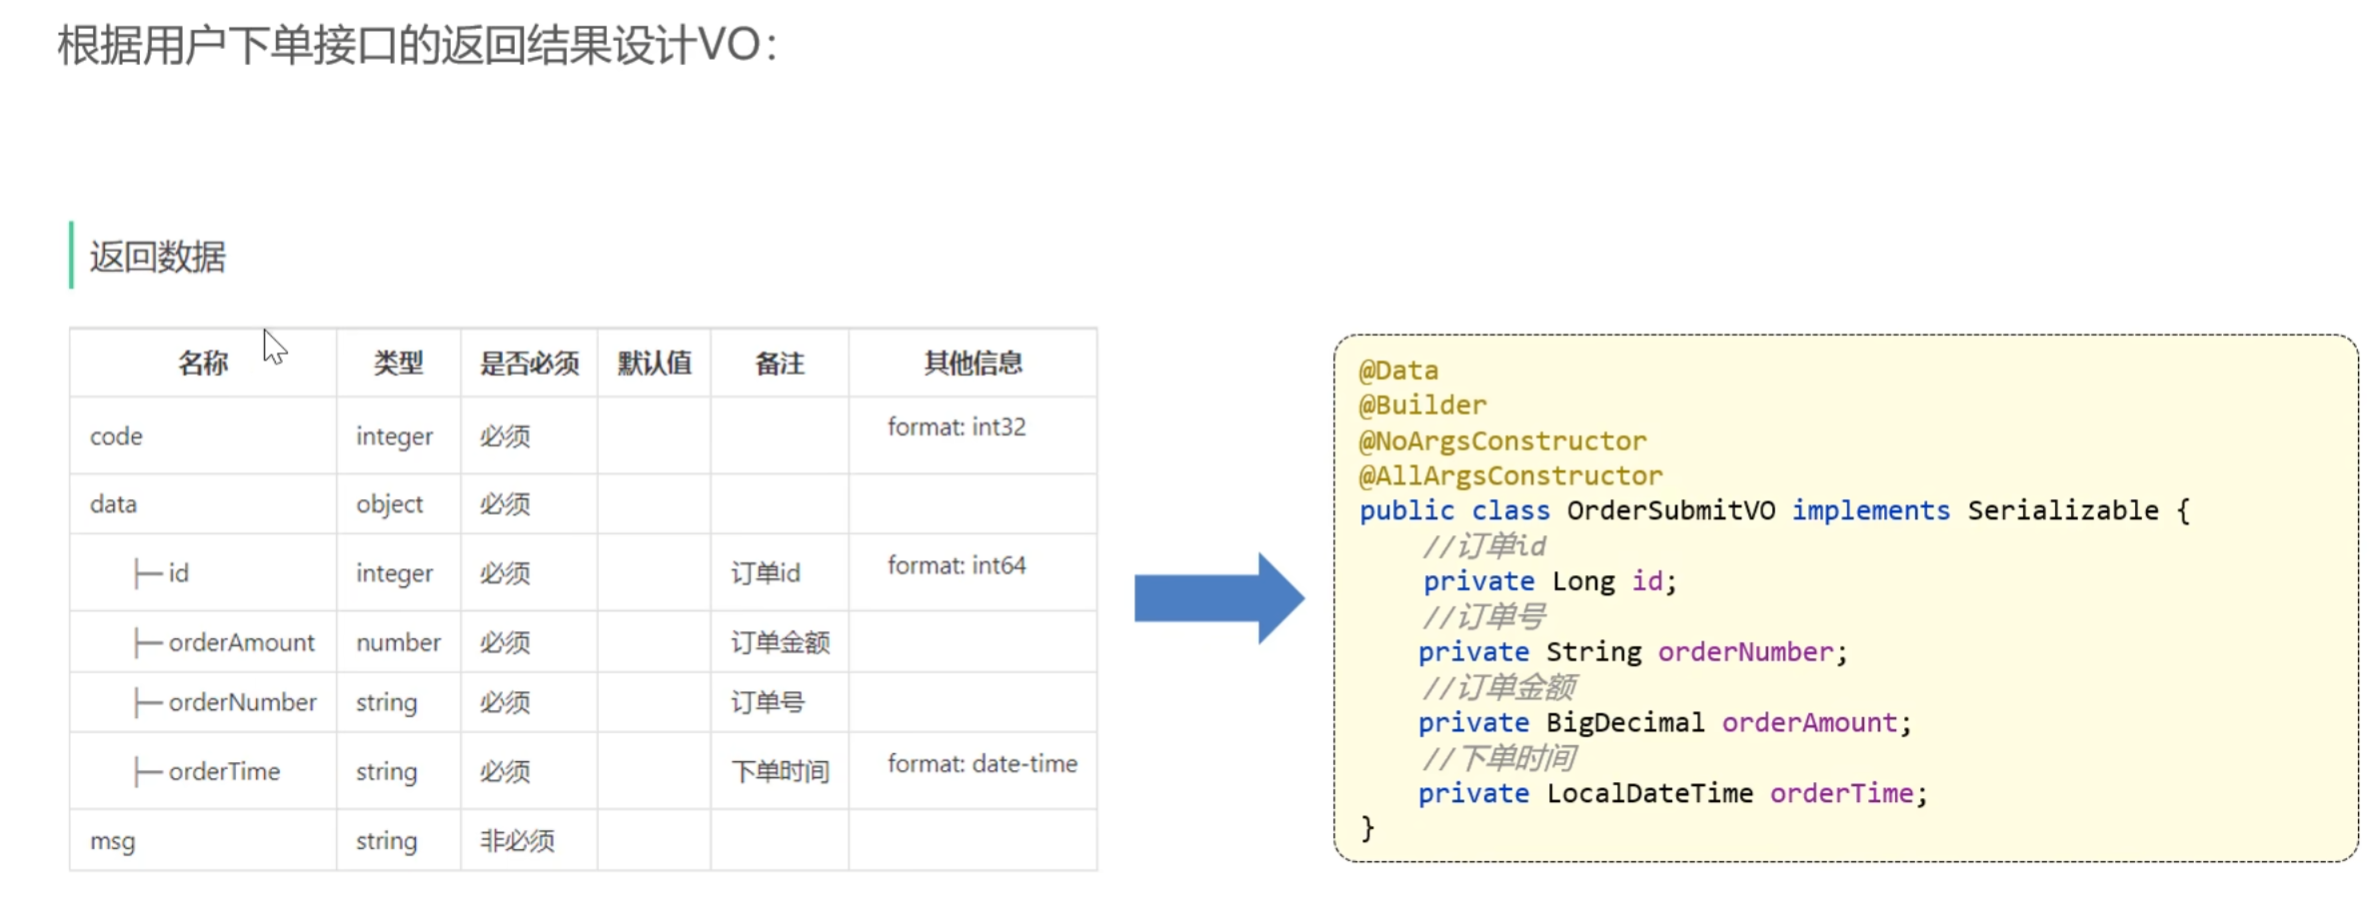 根据用户下单接口的返回结果设计VO：
返回数据
名称 类型 是否必须 默认值 备注 其他信息
code integer 必须 format: int32
data object 必须
├─ id integer 必须 订单id format: int64
├─ orderAmount number 必须 订单金额
├─ orderNumber string 必须 订单号
├─ orderTime string 必须 下单时间 format: date-time
msg string 非必须
@Data
@Builder
@NoArgsConstructor
@AllArgsConstructor
public class OrderSubmitVO implements Serializable {
//订单id
private Long id;
//订单号
private String orderNumber;
//订单金额
private BigDecimal orderAmount;
//下单时间
private LocalDateTime orderTime;
}